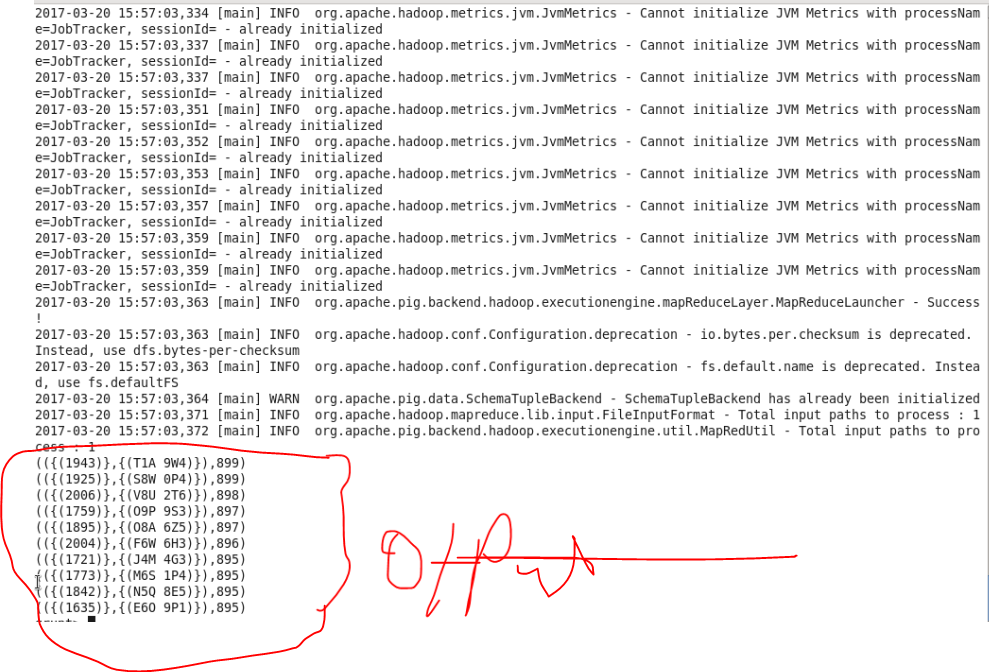 2017-03-20 15:57:03,334 [main] INFO  org.apache.hadoop.metrics.jvm.JvmMetrics - Cannot initialize JVM Metrics with processNam
e=JobTracker, sessionId= - already initialized
2017-03-20 15:57:03,337 [main] INFO  org.apache.hadoop.metrics.jvm.JvmMetrics - Cannot initialize JVM Metrics with processNam
e=JobTracker, sessionId= - already initialized
2017-03-20 15:57:03,337 [main] INFO  org.apache.hadoop.metrics.jvm.JvmMetrics - Cannot initialize JVM Metrics with processNam
e=JobTracker, sessionId= - already initialized
2017-03-20 15:57:03,351 [main] INFO  org.apache.hadoop.metrics.jvm.JvmMetrics - Cannot initialize JVM Metrics with processNam
e=JobTracker, sessionId= - already initialized
2017-03-20 15:57:03,352 [main] INFO  org.apache.hadoop.metrics.jvm.JvmMetrics - Cannot initialize JVM Metrics with processNam
e=JobTracker, sessionId= - already initialized
2017-03-20 15:57:03,353 [main] INFO  org.apache.hadoop.metrics.jvm.JvmMetrics - Cannot initialize JVM Metrics with processNam
e=JobTracker, sessionId= - already initialized
2017-03-20 15:57:03,357 [main] INFO  org.apache.hadoop.metrics.jvm.JvmMetrics - Cannot initialize JVM Metrics with processNam
e=JobTracker, sessionId= - already initialized
2017-03-20 15:57:03,359 [main] INFO  org.apache.hadoop.metrics.jvm.JvmMetrics - Cannot initialize JVM Metrics with processNam
e=JobTracker, sessionId= - already initialized
2017-03-20 15:57:03,359 [main] INFO  org.apache.hadoop.metrics.jvm.JvmMetrics - Cannot initialize JVM Metrics with processNam
e=JobTracker, sessionId= - already initialized
2017-03-20 15:57:03,363 [main] INFO  org.apache.pig.backend.hadoop.executionengine.mapReduceLayer.MapReduceLauncher - Success
!
2017-03-20 15:57:03,363 [main] INFO  org.apache.hadoop.conf.Configuration.deprecation - io.bytes.per.checksum is deprecated.
Instead, use dfs.bytes-per-checksum
2017-03-20 15:57:03,363 [main] INFO  org.apache.hadoop.conf.Configuration.deprecation - fs.default.name is deprecated. Instea
d, use fs.defaultFS
2017-03-20 15:57:03,364 [main] WARN  org.apache.pig.data.SchemaTupleBackend - SchemaTupleBackend has already been initialized
2017-03-20 15:57:03,371 [main] INFO  org.apache.hadoop.mapreduce.lib.input.FileInputFormat - Total input paths to process : 1
2017-03-20 15:57:03,372 [main] INFO  org.apache.pig.backend.hadoop.executionengine.util.MapRedUtil - Total input paths to pro
cess : 1
(({(1943)},{(T1A 9W4)}),899)
(({(1925)},{(S8W 0P4)}),899)
(({(2006)},{(V8U 2T6)}),898)
(({(1759)},{(O9P 9S3)}),897)
(({(1895)},{(O8A 6Z5)}),897)
(({(2004)},{(F6W 6H3)}),896)
(({(1721)},{(J4M 4G3)}),895)
(({(1773)},{(M6S 1P4)}),895)
(({(1842)},{(N5Q 8E5)}),895)
(({(1635)},{(E6O 9P1)}),895)